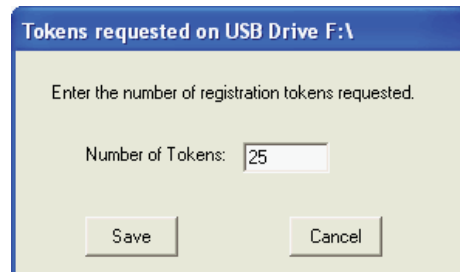 Tokens requested on USB Drive F:\
Enter the number of registration tokens requested.
Number of Tokens: 25
Save Cancel